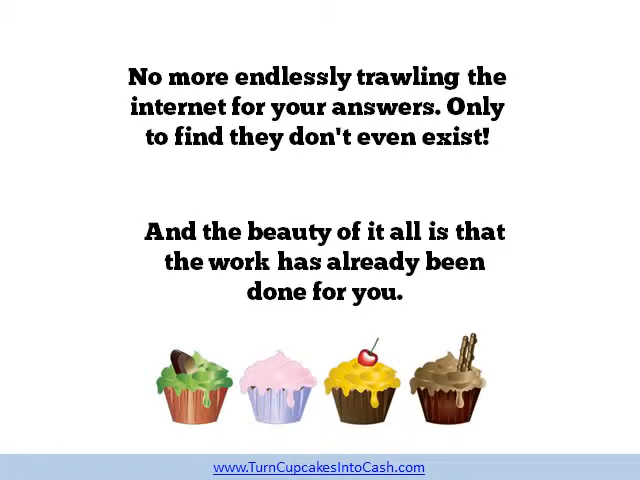 No more endlessly trawling the
internet for your answers. Only
to find they don't even exist!
And the beauty of it all is that
the work has already been
done for you.
www.TurnCupcakesIntoCash.com